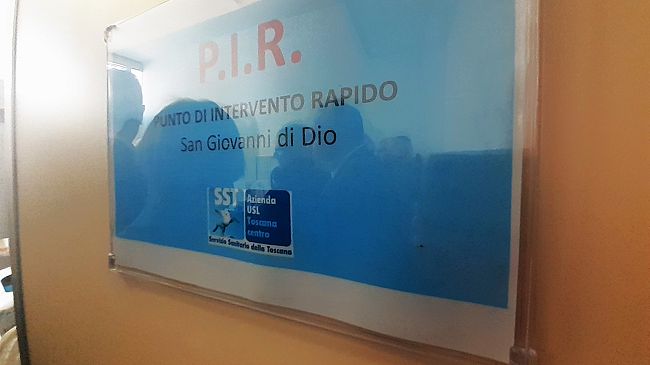 P.I.R.
PUNTO DI INTERVENTO RAPIDO
San Giovanni di Dio
SST
Azienda
USL
Toscana
centro
Servizio Sanitario della Toscana